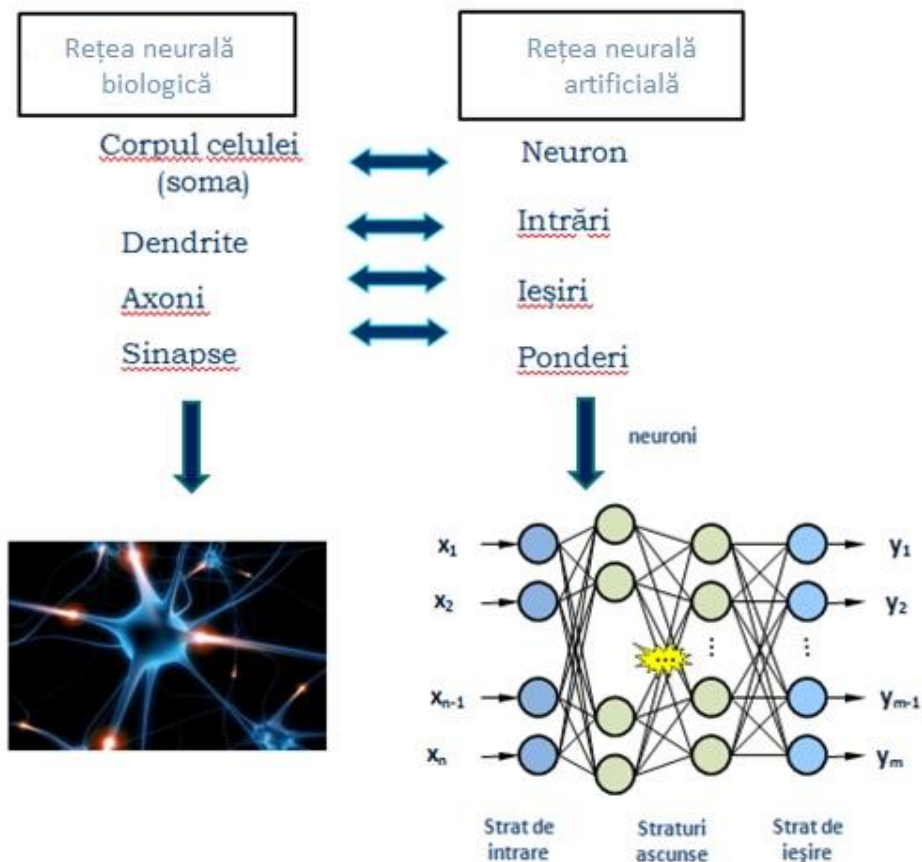 Rețea neurală
biologică
Rețea neurală
artificială
Corpul celulei
(soma)
Neuron
Dendrite
Intrări
Axoni
Ieșiri
Sinapse
Ponderi
neuroni
x₁
y₁
x₂
y₂
...
⋮
⋮
xₙ₋₁
yₘ₋₁
xₙ
yₘ
Strat de
intrare
Straturi
ascunse
Strat de
ieșire